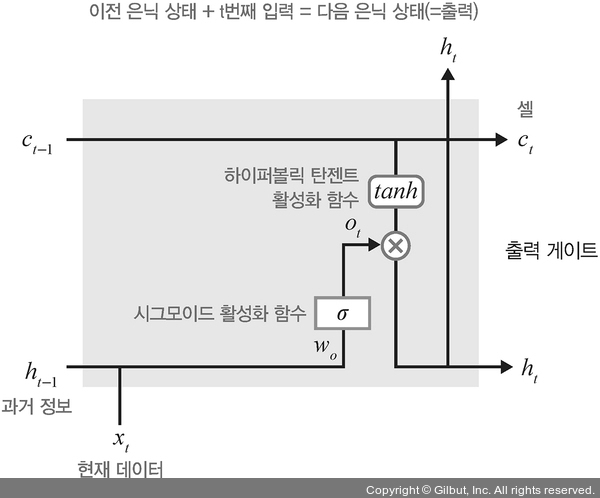 이전 은닉 상태 + t번째 입력 = 다음 은닉 상태(=출력)
h_t
셀
c_{t-1}
c_t
하이퍼볼릭 탄젠트
활성화 함수
tanh
o_t
출력 게이트
시그모이드 활성화 함수
σ
w_o
h_{t-1}
h_t
과거 정보
x_t
현재 데이터
Copyright © Gilbut, Inc. All rights reserved.